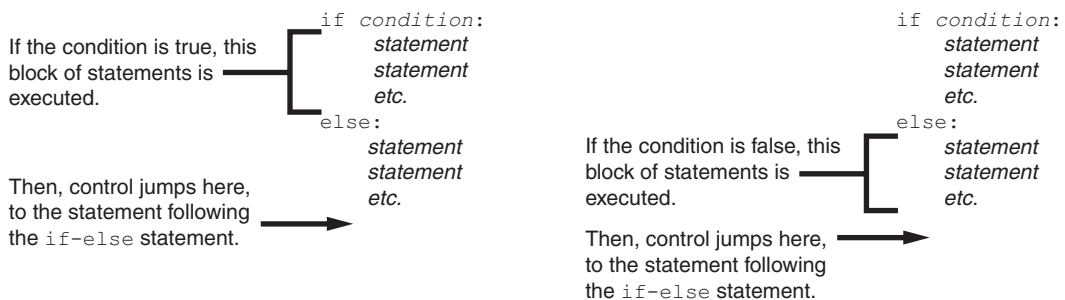 if condition:
If the condition is true, this
block of statements is
executed.
statement
statement
etc.
else:
statement
statement
etc.
Then, control jumps here,
to the statement following
the if-else statement.
if condition:
statement
statement
etc.
else:
If the condition is false, this
block of statements is
executed.
statement
statement
etc.
Then, control jumps here,
to the statement following
the if-else statement.